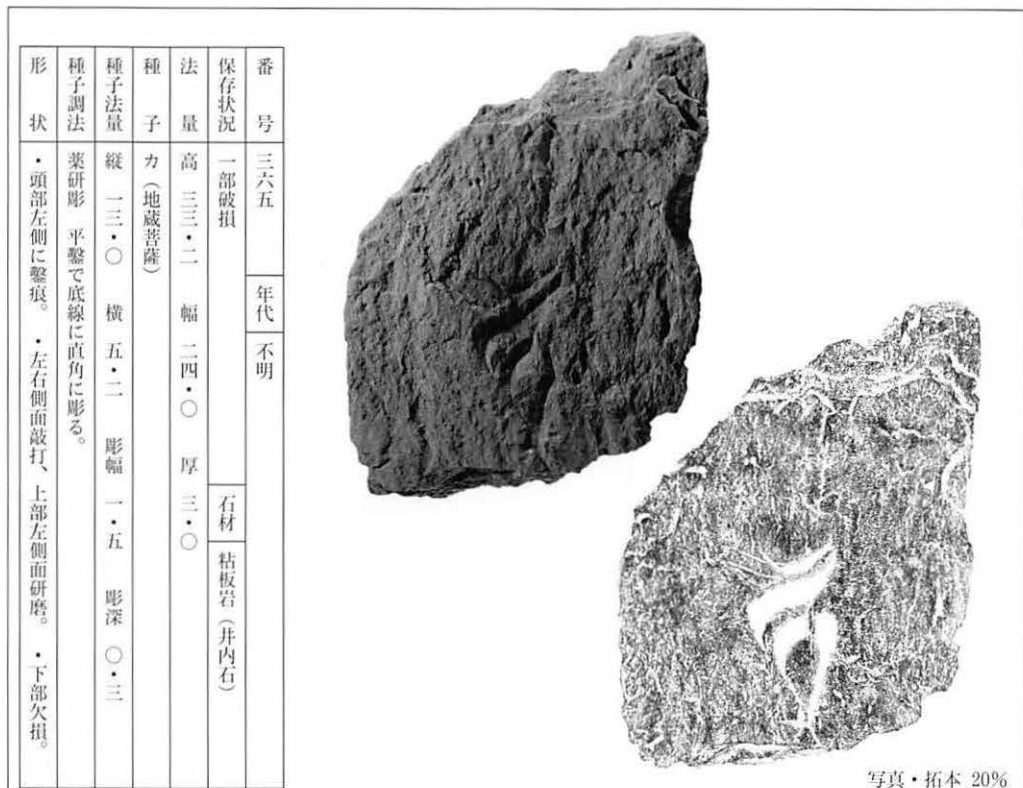 番号 三六五 年代 不明
保存状況 一部破損 石材 粘板岩(井内石)
法量 高 三三・二 幅 二四・〇 厚 三・〇
種子 カ(地蔵菩薩)
種子法量 縦 一三・〇 横 五・二 彫幅 一・五 彫深 〇・三
種子調法 薬研彫 平鑿で底線に直角に彫る。
形状 ・頭部左側に鑿痕。 ・左右側面敲打、上部左側面研磨。 ・下部欠損。
写真・拓本 20%